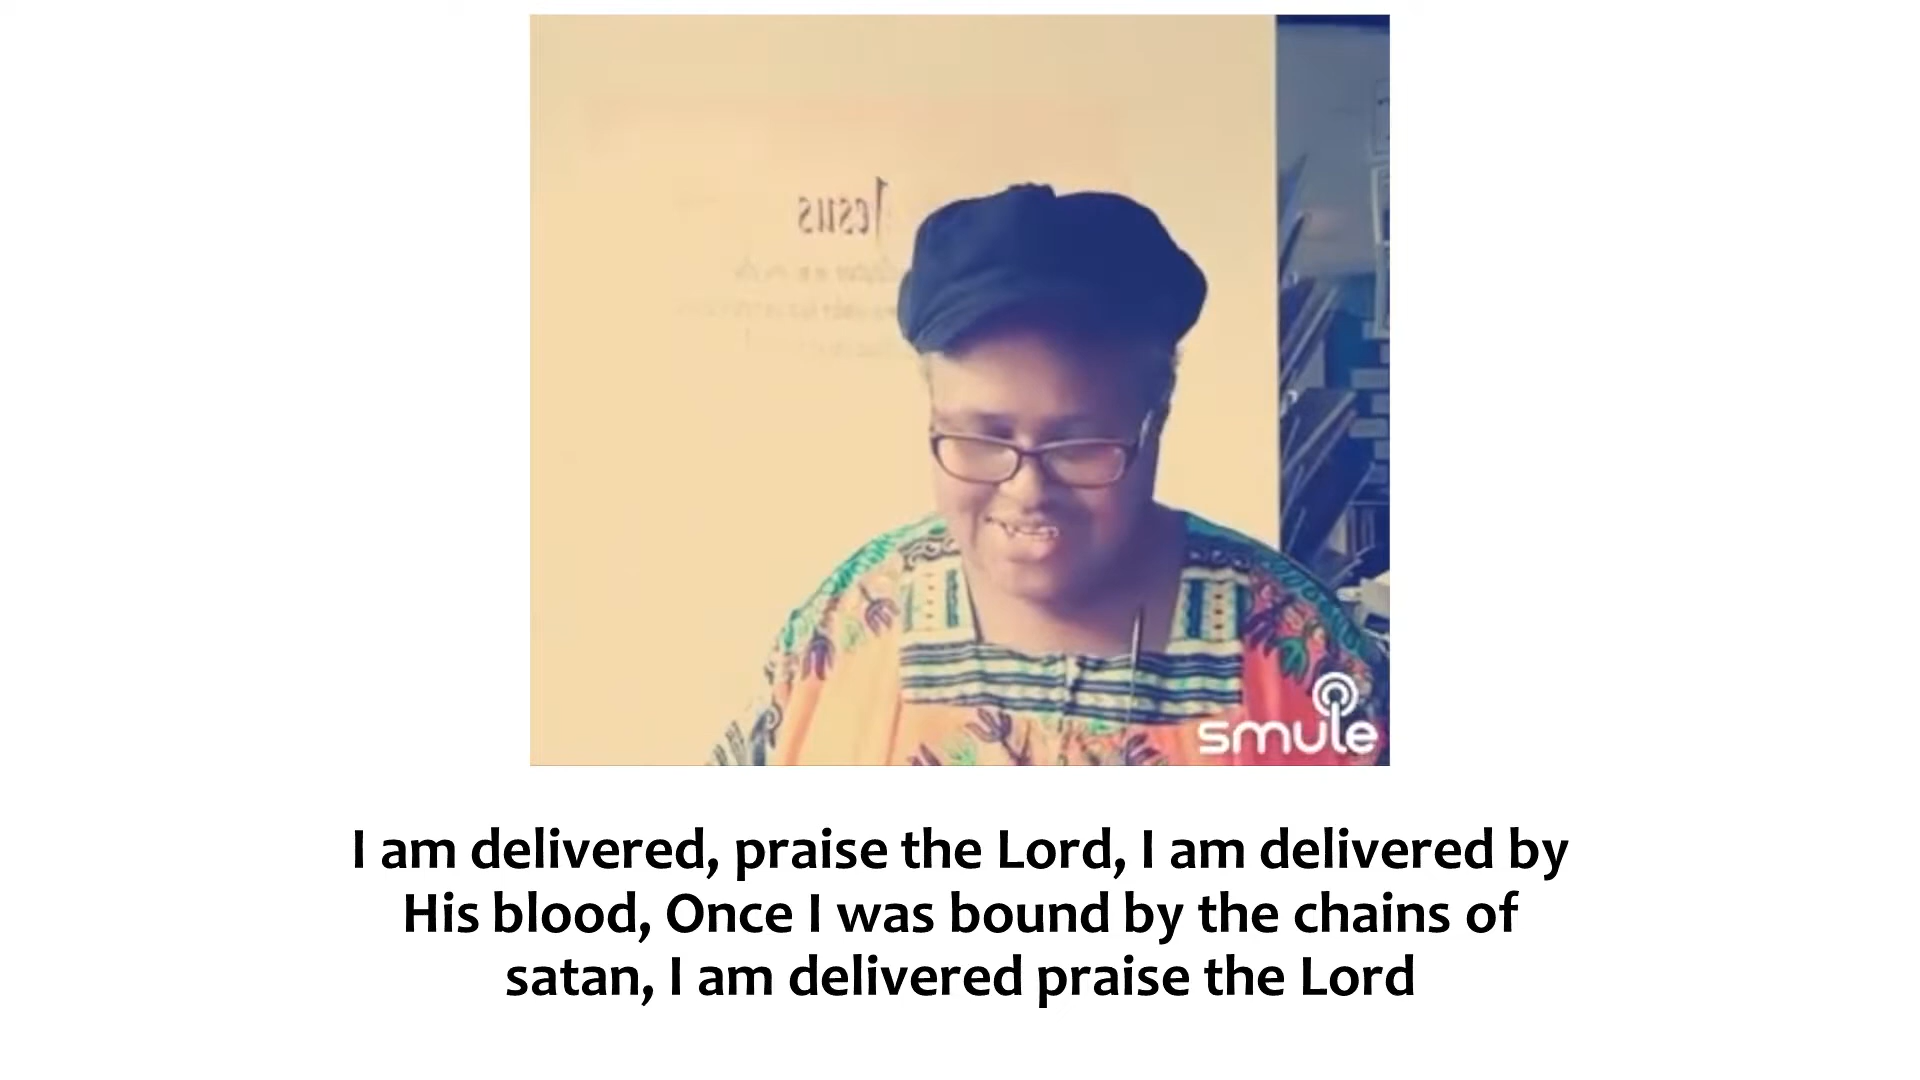 Jesus
smule
I am delivered, praise the Lord, I am delivered by
His blood, Once I was bound by the chains of
satan, I am delivered praise the Lord